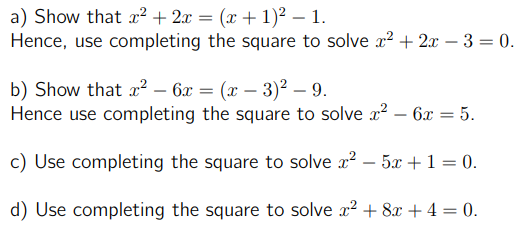 a) Show that x² + 2x = (x + 1)² − 1.
Hence, use completing the square to solve x² + 2x − 3 = 0.
b) Show that x² − 6x = (x − 3)² − 9.
Hence use completing the square to solve x² − 6x = 5.
c) Use completing the square to solve x² − 5x + 1 = 0.
d) Use completing the square to solve x² + 8x + 4 = 0.